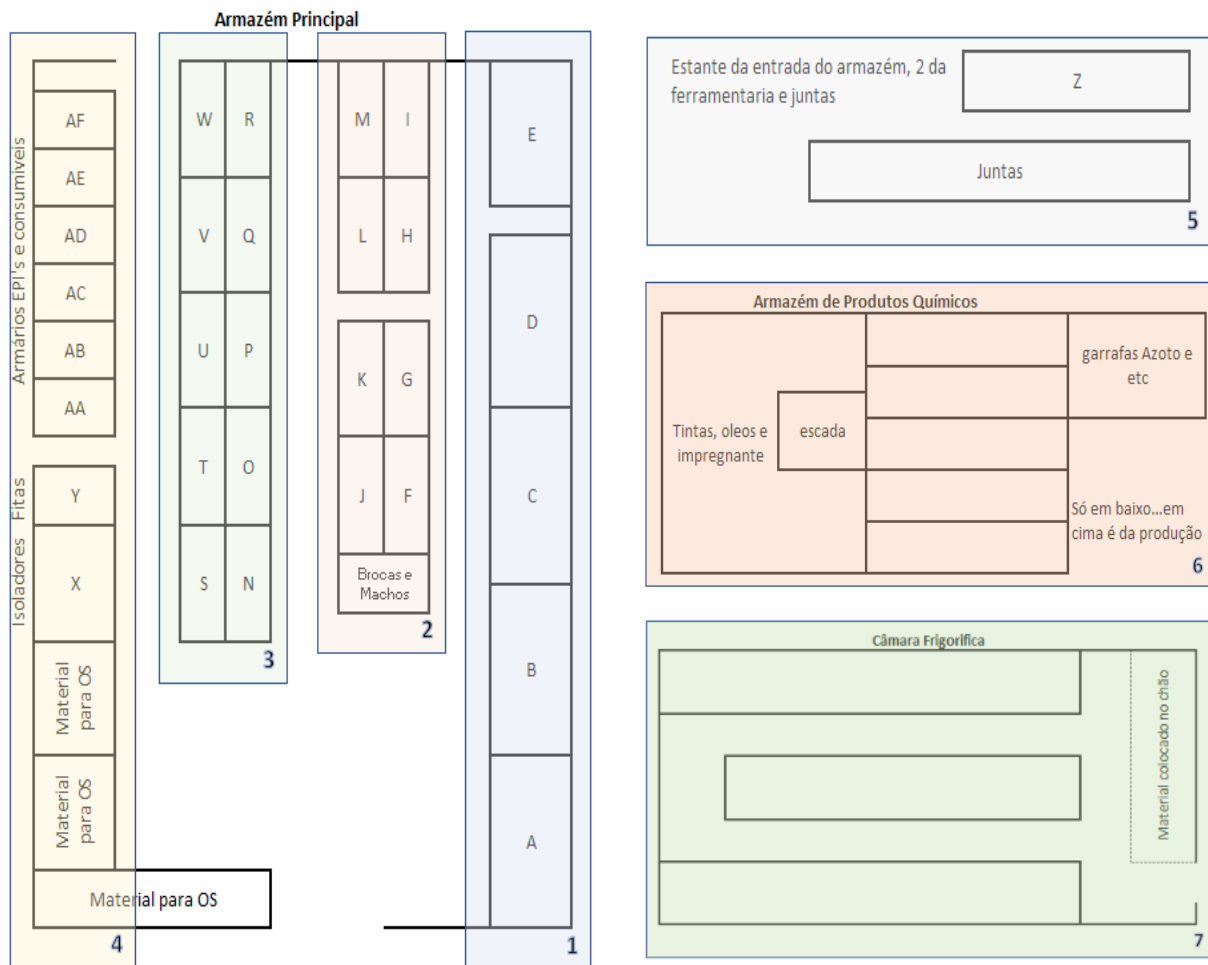 Armazém Principal
Armários EPI's e consumíveis
Fitas
Isoladores
AF
AE
AD
AC
AB
AA
Y
X
Material
para OS
Material
para OS
Material para OS
4
W R
V Q
U P
T O
S N
3
M I
L H
K G
J F
Brocas e
Machos
2
E
D
C
B
A
1
Estante da entrada do armazém, 2 da
ferramentaria e juntas
Z
Juntas
5
Armazém de Produtos Químicos
Tintas, oleos e
impregnante
escada
garrafas Azoto e
etc
Só em baixo...em
cima é da produção
6
Câmara Frigorifica
Material colocado no chão
7